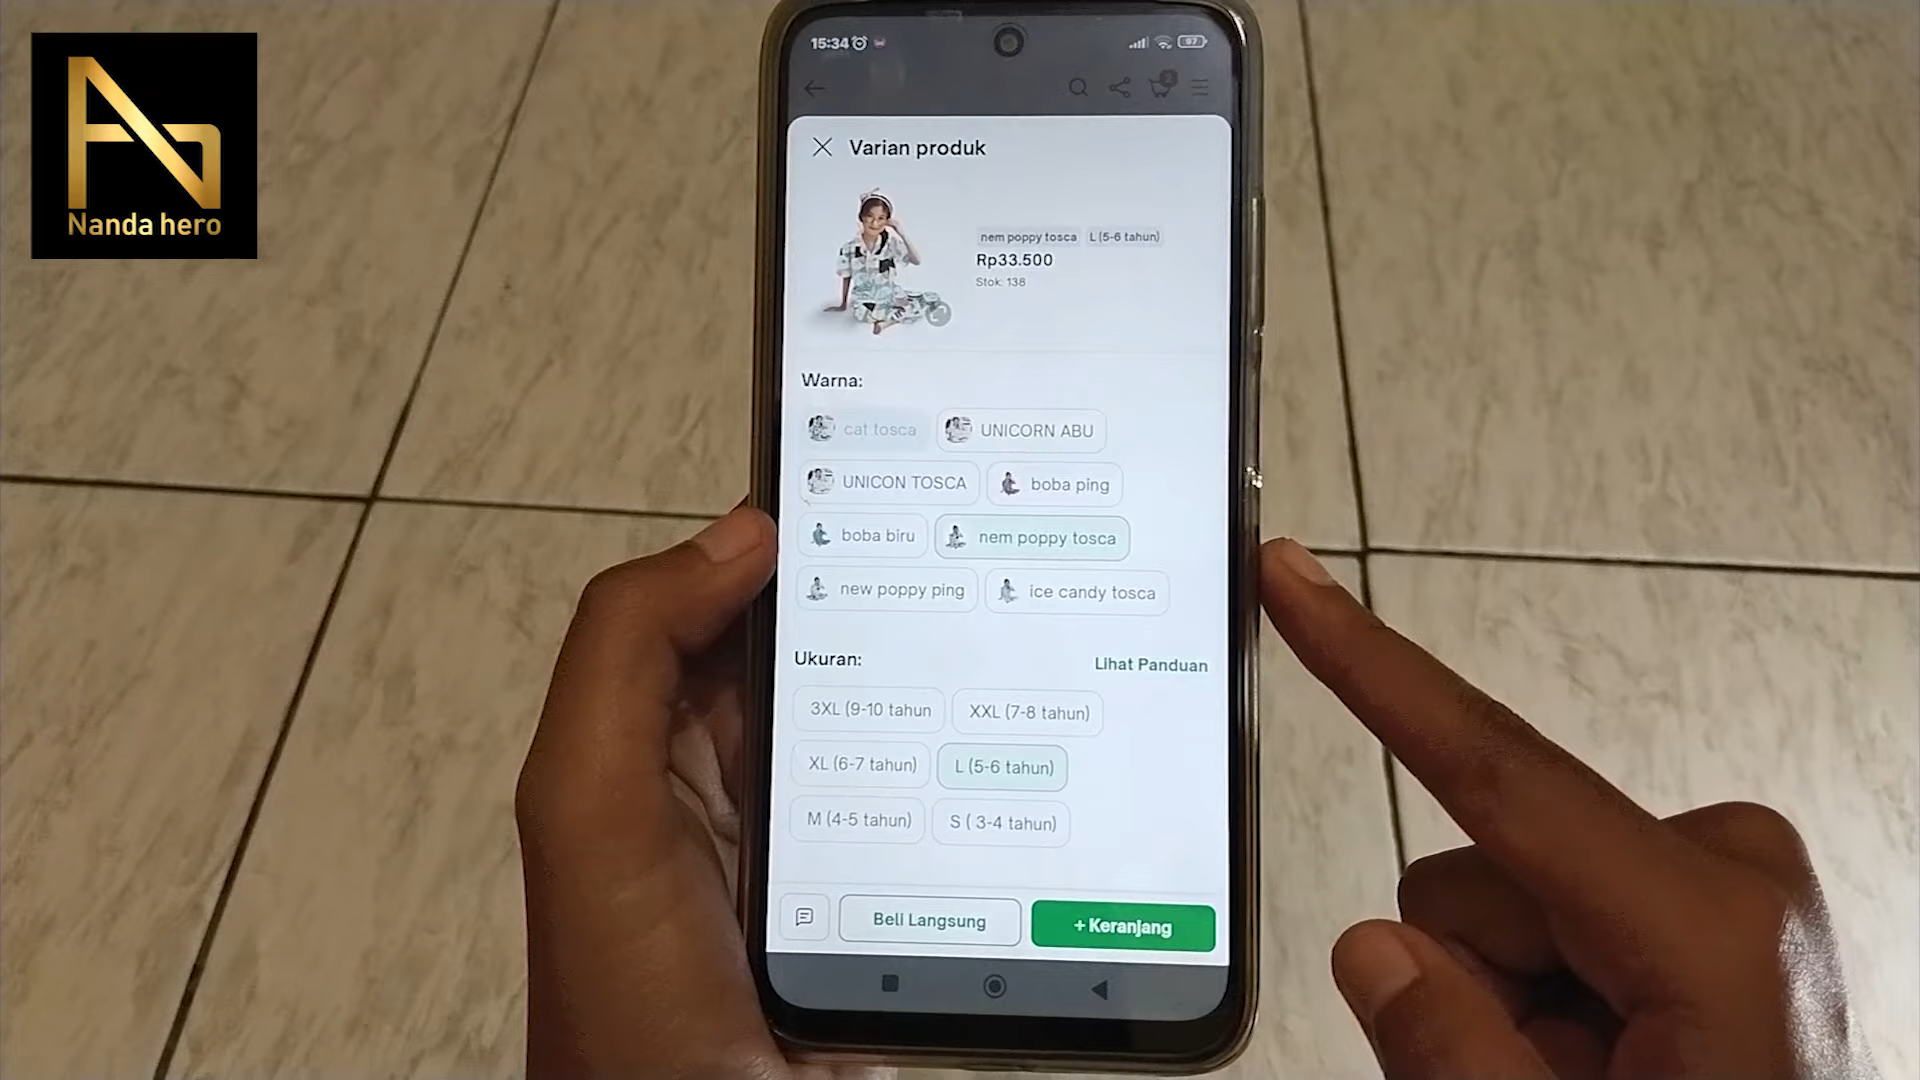 Nanda hero
15:34
97
2
Varian produk
nem poppy tosca L (5-6 tahun)
Rp33.500
Stok: 138
Warna:
cat tosca UNICORN ABU
UNICON TOSCA boba ping
boba biru nem poppy tosca
new poppy ping ice candy tosca
Ukuran: Lihat Panduan
3XL (9-10 tahun XXL (7-8 tahun)
XL (6-7 tahun) L (5-6 tahun)
M (4-5 tahun) S ( 3-4 tahun)
Beli Langsung +Keranjang